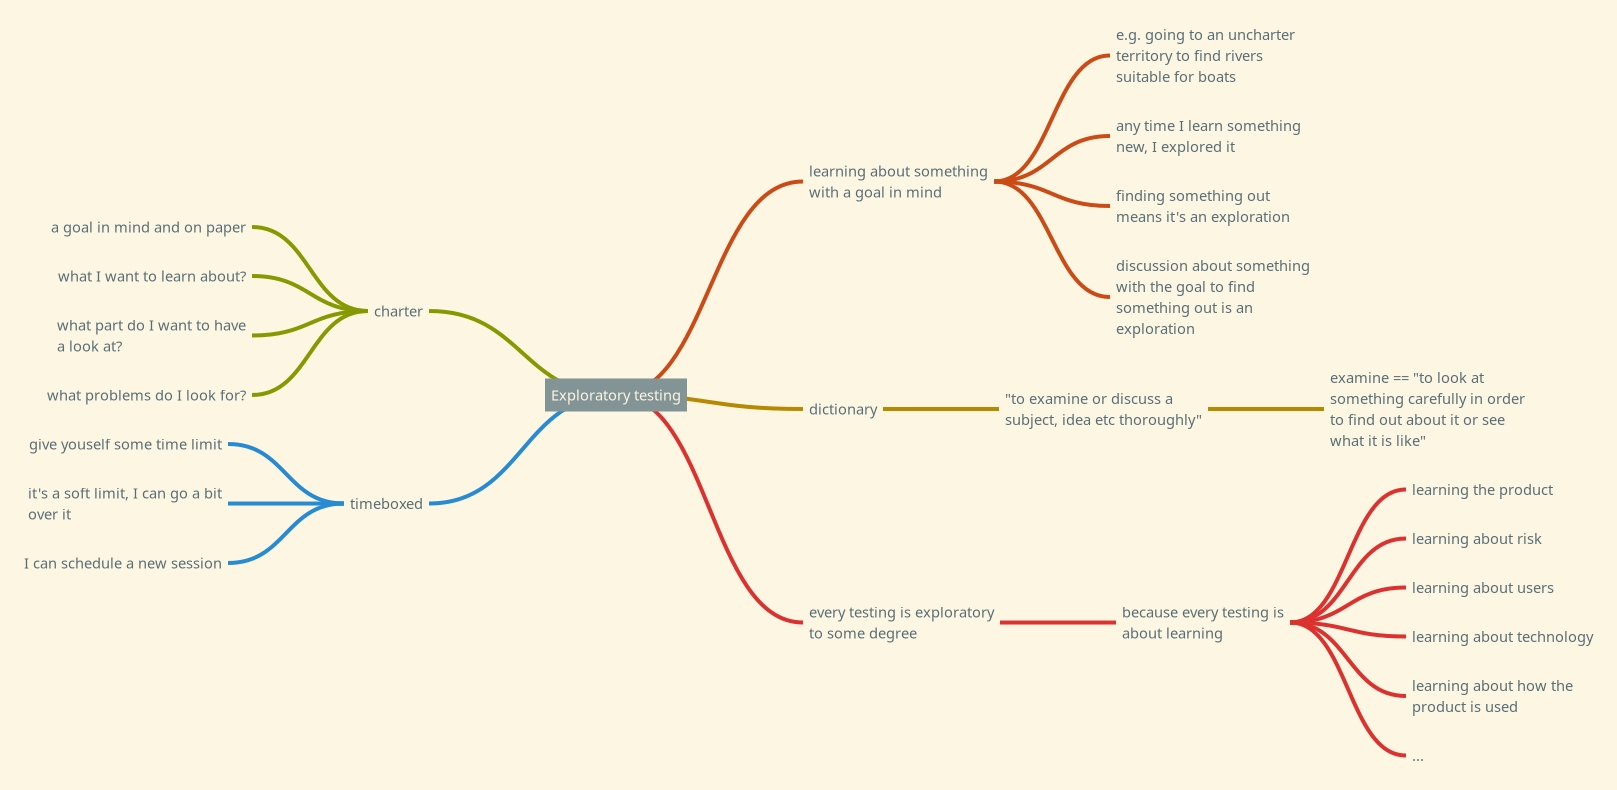 Exploratory testing
learning about something
with a goal in mind
e.g. going to an uncharter
territory to find rivers
suitable for boats
any time I learn something
new, I explored it
finding something out
means it's an exploration
discussion about something
with the goal to find
something out is an
exploration
dictionary
"to examine or discuss a
subject, idea etc thoroughly"
examine == "to look at
something carefully in order
to find out about it or see
what it is like"
every testing is exploratory
to some degree
because every testing is
about learning
learning the product
learning about risk
learning about users
learning about technology
learning about how the
product is used
...
charter
a goal in mind and on paper
what I want to learn about?
what part do I want to have
a look at?
what problems do I look for?
timeboxed
give youself some time limit
it's a soft limit, I can go a bit
over it
I can schedule a new session